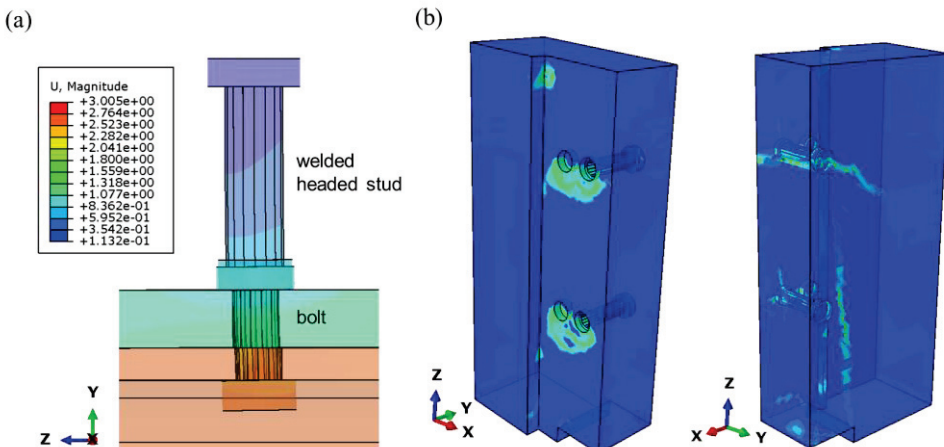 (a)
U, Magnitude
+3.005e+00
+2.764e+00
+2.523e+00
+2.282e+00
+2.041e+00
+1.800e+00
+1.559e+00
+1.318e+00
+1.077e+00
+8.362e-01
+5.952e-01
+3.542e-01
+1.132e-01
welded
headed stud
bolt
Y
Z
X
(b)
Z
Y
X
Z
X
Y